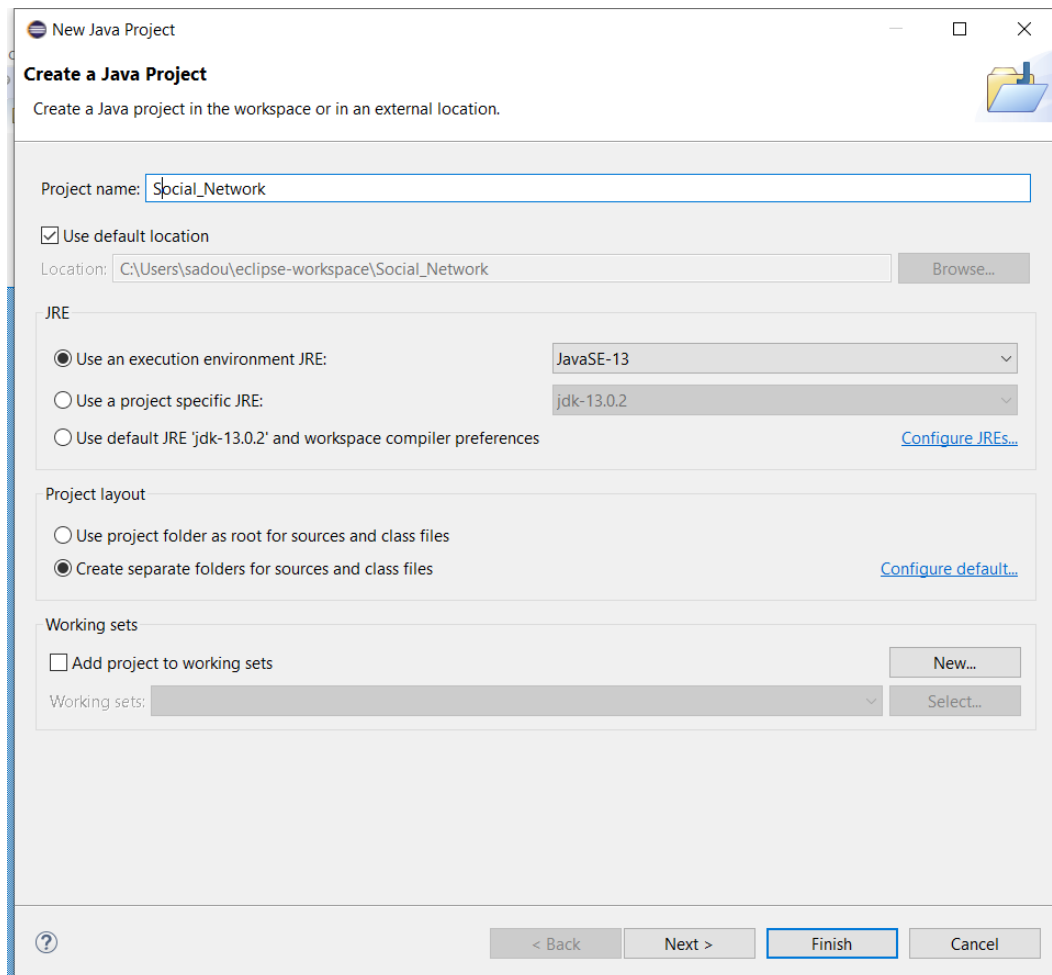 New Java Project
Create a Java Project
Create a Java project in the workspace or in an external location.
Project name: Social_Network
Use default location
Location: C:\Users\sadou\eclipse-workspace\Social_Network Browse...
JRE
Use an execution environment JRE: JavaSE-13
Use a project specific JRE: jdk-13.0.2
Use default JRE 'jdk-13.0.2' and workspace compiler preferences Configure JREs...
Project layout
Use project folder as root for sources and class files
Create separate folders for sources and class files Configure default...
Working sets
Add project to working sets New...
Working sets: Select...
? < Back Next > Finish Cancel